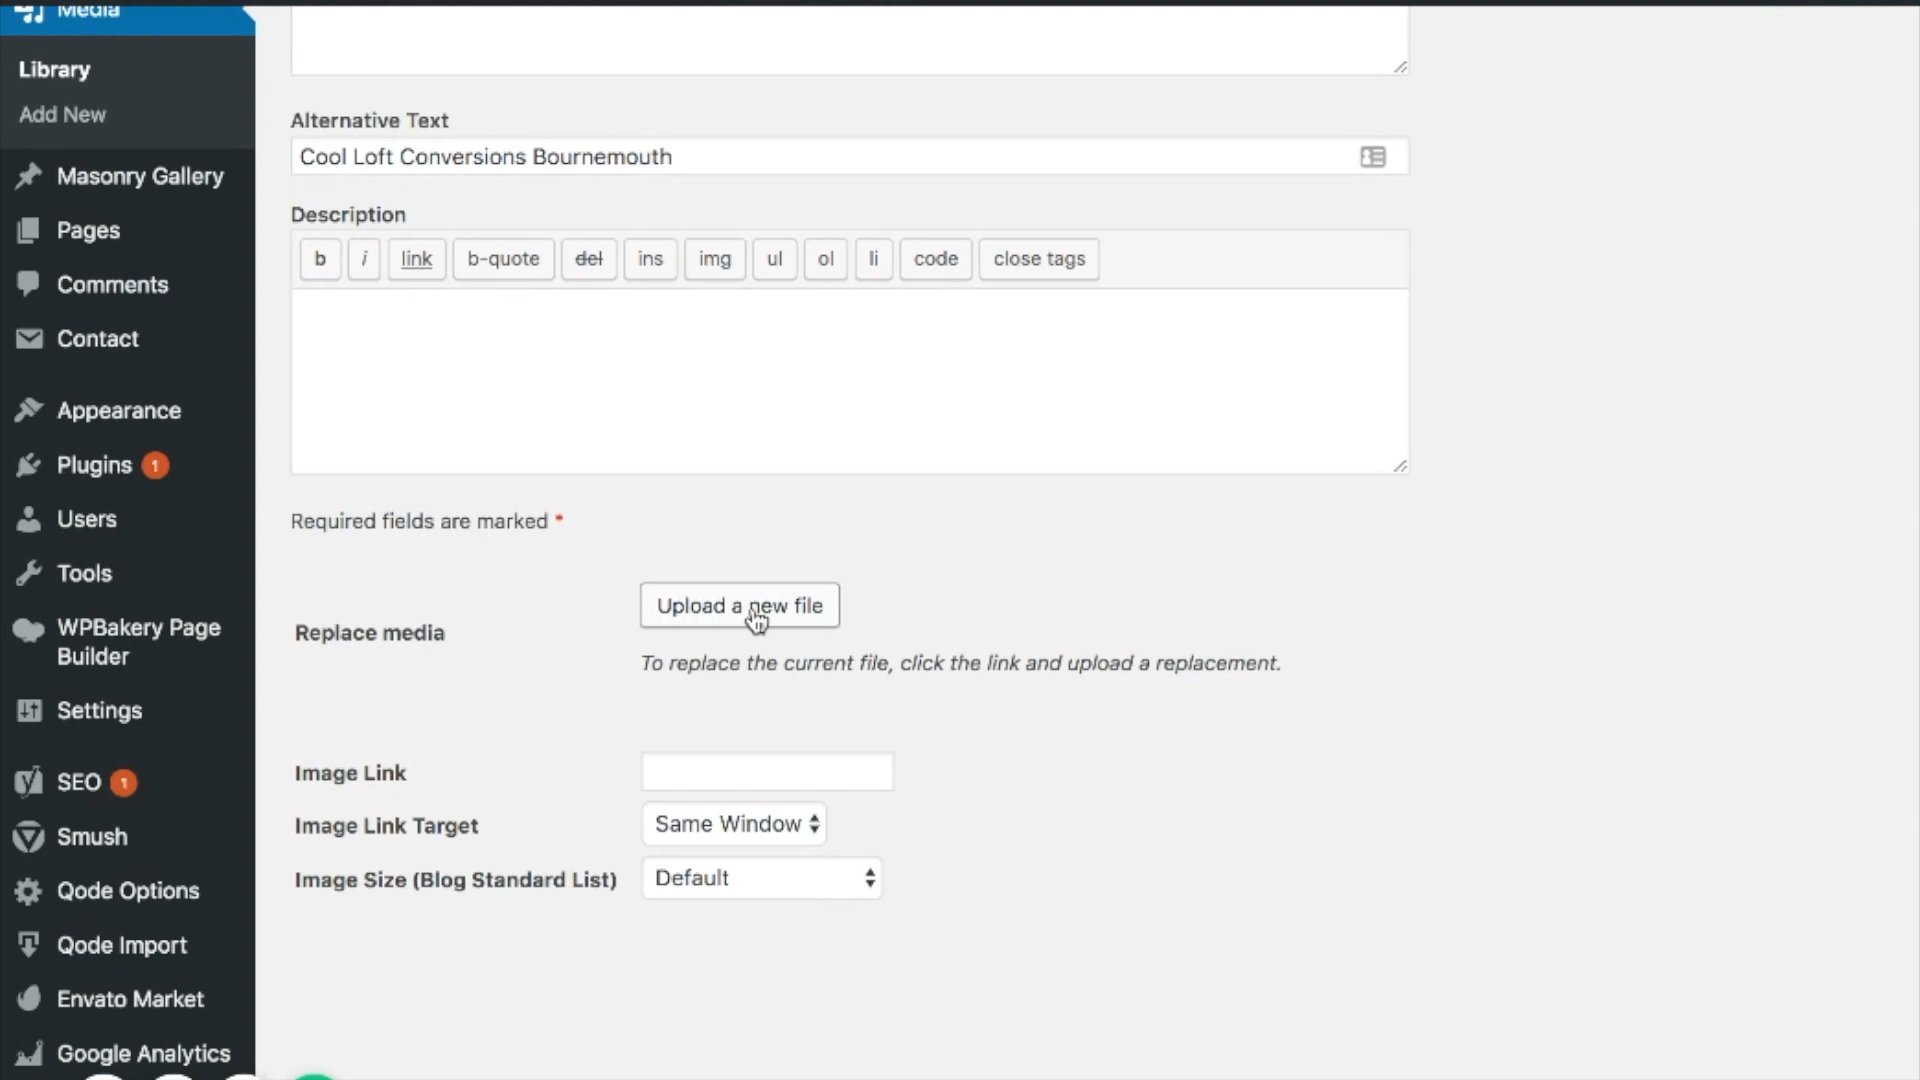 Media
Library
Add New
Masonry Gallery
Pages
Comments
Contact
Appearance
Plugins 1
Users
Tools
WPBakery Page
Builder
Settings
SEO 1
Smush
Qode Options
Qode Import
Envato Market
Google Analytics
Alternative Text
Cool Loft Conversions Bournemouth
Description
b i link b-quote del ins img ul ol li code close tags
Required fields are marked *
Replace media
Upload a new file
To replace the current file, click the link and upload a replacement.
Image Link
Image Link Target Same Window
Image Size (Blog Standard List) Default